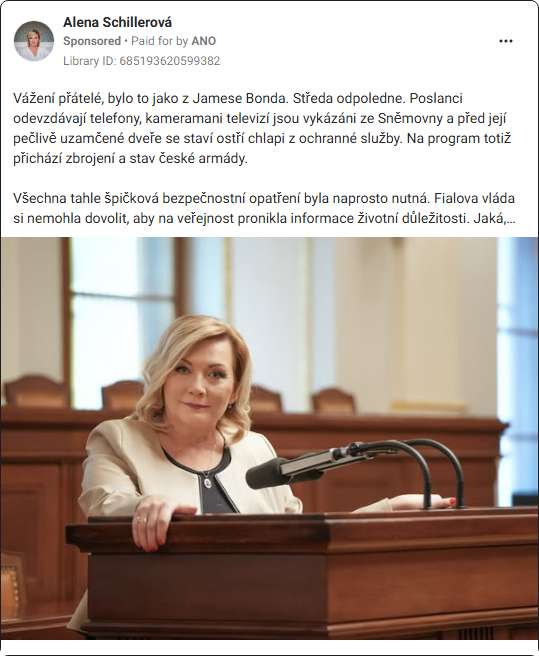 Alena Schillerová
Sponsored • Paid for by ANO
Library ID: 685193620599382
Vážení přátelé, bylo to jako z Jamese Bonda. Středa odpoledne. Poslanci
odevzdávají telefony, kameramani televizí jsou vykázáni ze Sněmovny a před její
pečlivě uzamčené dveře se staví ostří chlapi z ochranné služby. Na program totiž
přichází zbrojení a stav české armády.
Všechna tahle špičková bezpečnostní opatření byla naprosto nutná. Fialova vláda
si nemohla dovolit, aby na veřejnost pronikla informace životní důležitosti. Jaká,...